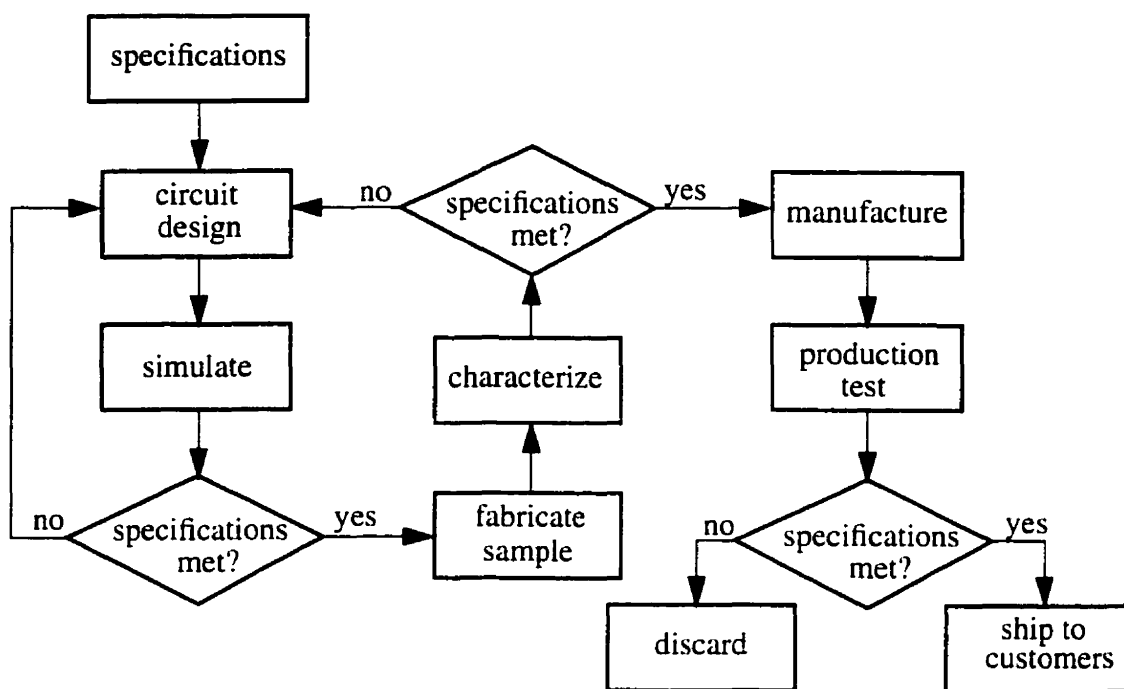 specifications
circuit
design
no
specifications
met?
yes
manufacture
simulate
characterize
production
test
no
specifications
met?
yes
fabricate
sample
no
specifications
met?
yes
discard
ship to
customers